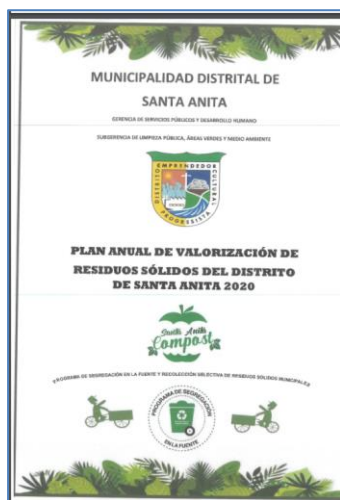 MUNICIPALIDAD DISTRITAL DE
SANTA ANITA
GERENCIA DE SERVICIOS PÚBLICOS Y DESARROLLO HUMANO
SUBGERENCIA DE LIMPIEZA PÚBLICA, ÁREAS VERDES Y MEDIO AMBIENTE
EMPRENDEDOR
DISTRITO
CULTURAL
PROGRESISTA
PLAN ANUAL DE VALORIZACIÓN DE
RESIDUOS SÓLIDOS DEL DISTRITO
DE SANTA ANITA 2020
Santa Anita
Compost
PROGRAMA DE SEGREGACIÓN EN LA FUENTE Y RECOLECCIÓN SELECTIVA DE RESIDUOS SÓLIDOS MUNICIPALES
PROGRAMA DE SEGREGACIÓN
EN LA FUENTE